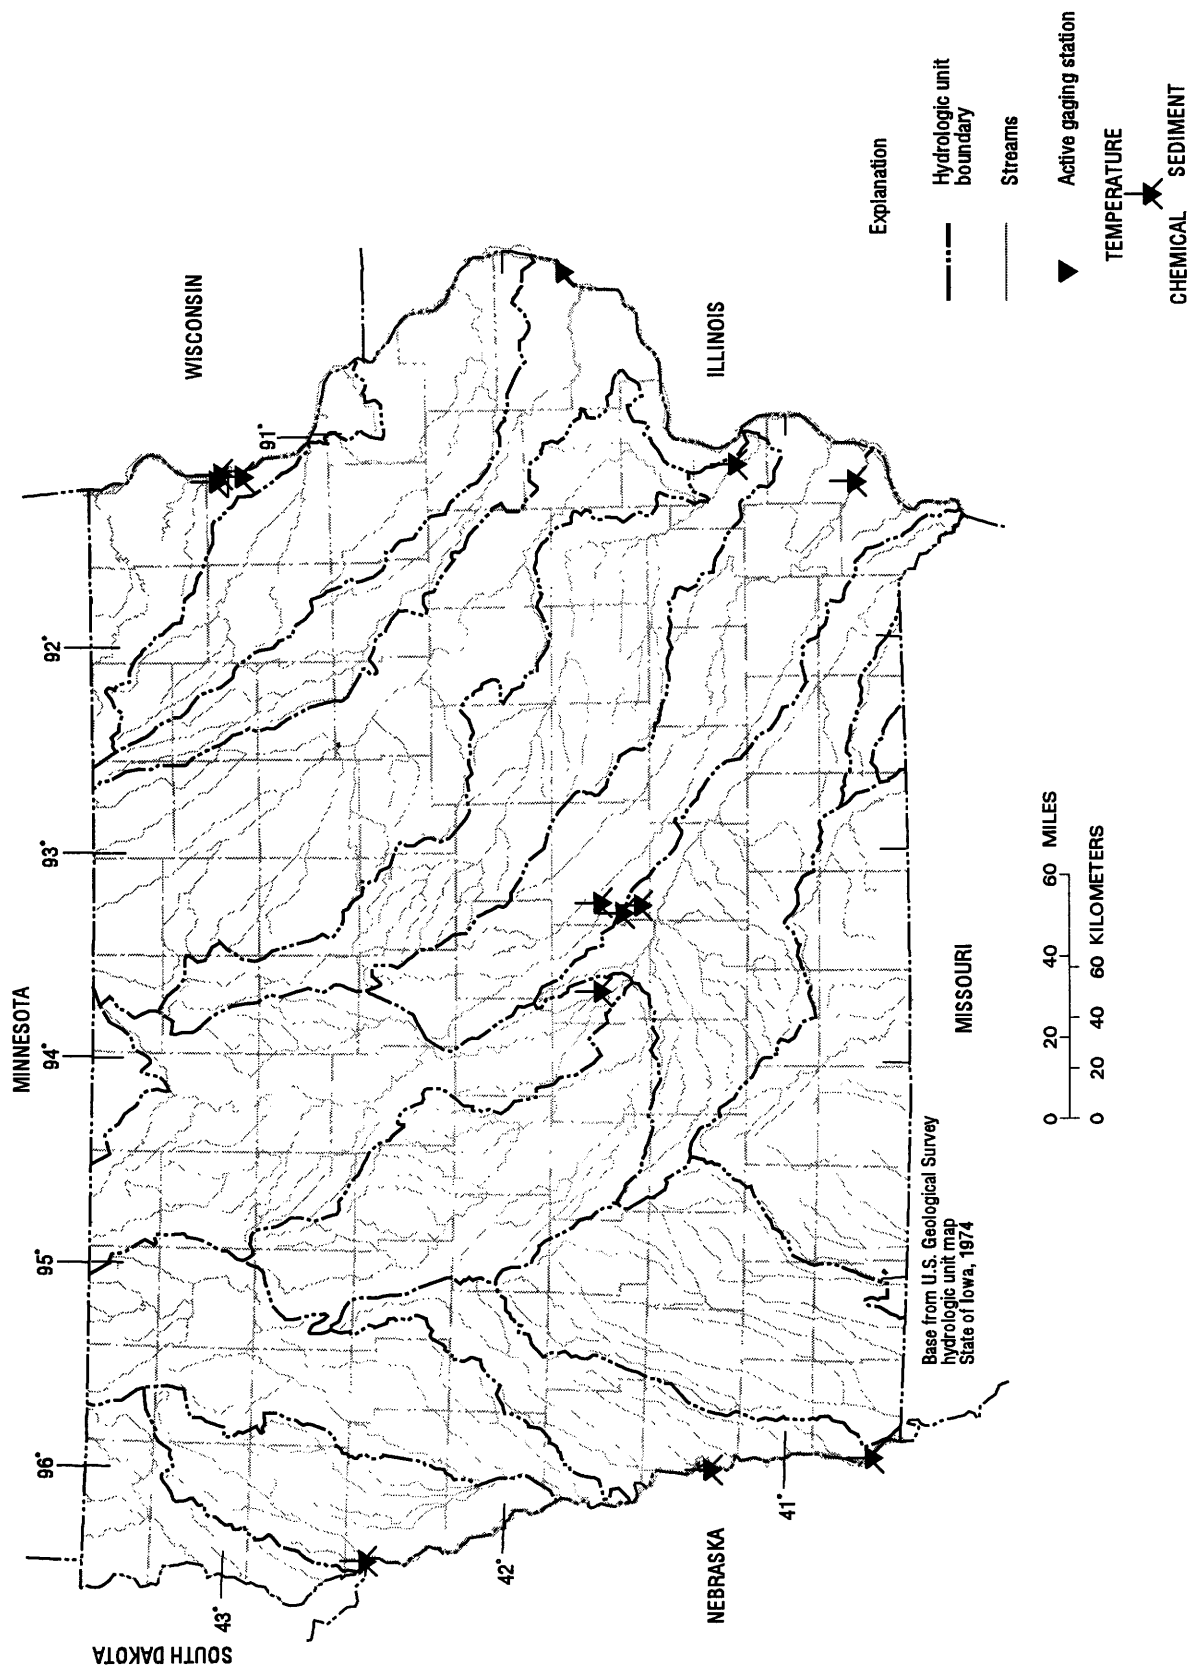 MINNESOTA
WISCONSIN
ILLINOIS
MISSOURI
NEBRASKA
SOUTH DAKOTA
96°
95°
94°
93°
92°
91°
43°
42°
41°
Explanation
Hydrologic unit
boundary
Streams
Active gaging station
TEMPERATURE
CHEMICAL SEDIMENT
Base from U.S. Geological Survey
hydrologic unit map
State of Iowa, 1974
0 20 40 60 MILES
0 20 40 60 KILOMETERS